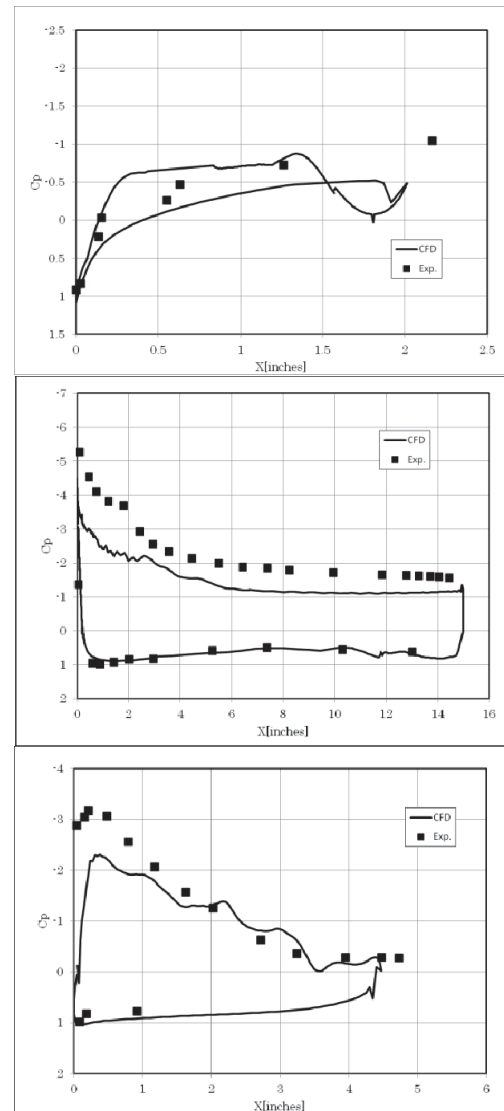 -2.5
-2
-1.5
-1
-0.5
0
0.5
1
1.5
Cp
0 0.5 1 1.5 2 2.5
X[inches]
CFD
Exp.
-7
-6
-5
-4
-3
-2
-1
0
1
2
Cp
0 2 4 6 8 10 12 14 16
X[inches]
CFD
Exp.
-4
-3
-2
-1
0
1
2
Cp
0 1 2 3 4 5 6
X[inches]
CFD
Exp.